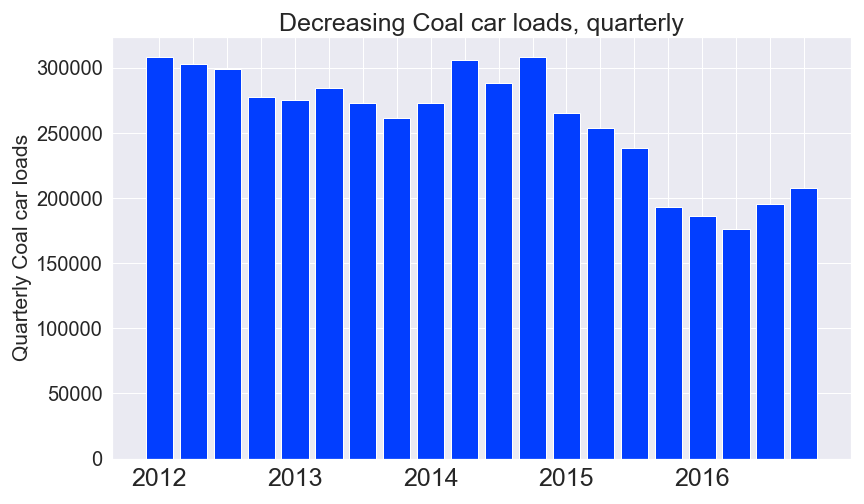 Decreasing Coal car loads, quarterly
Quarterly Coal car loads
300000
250000
200000
150000
100000
50000
0
2012 2013 2014 2015 2016